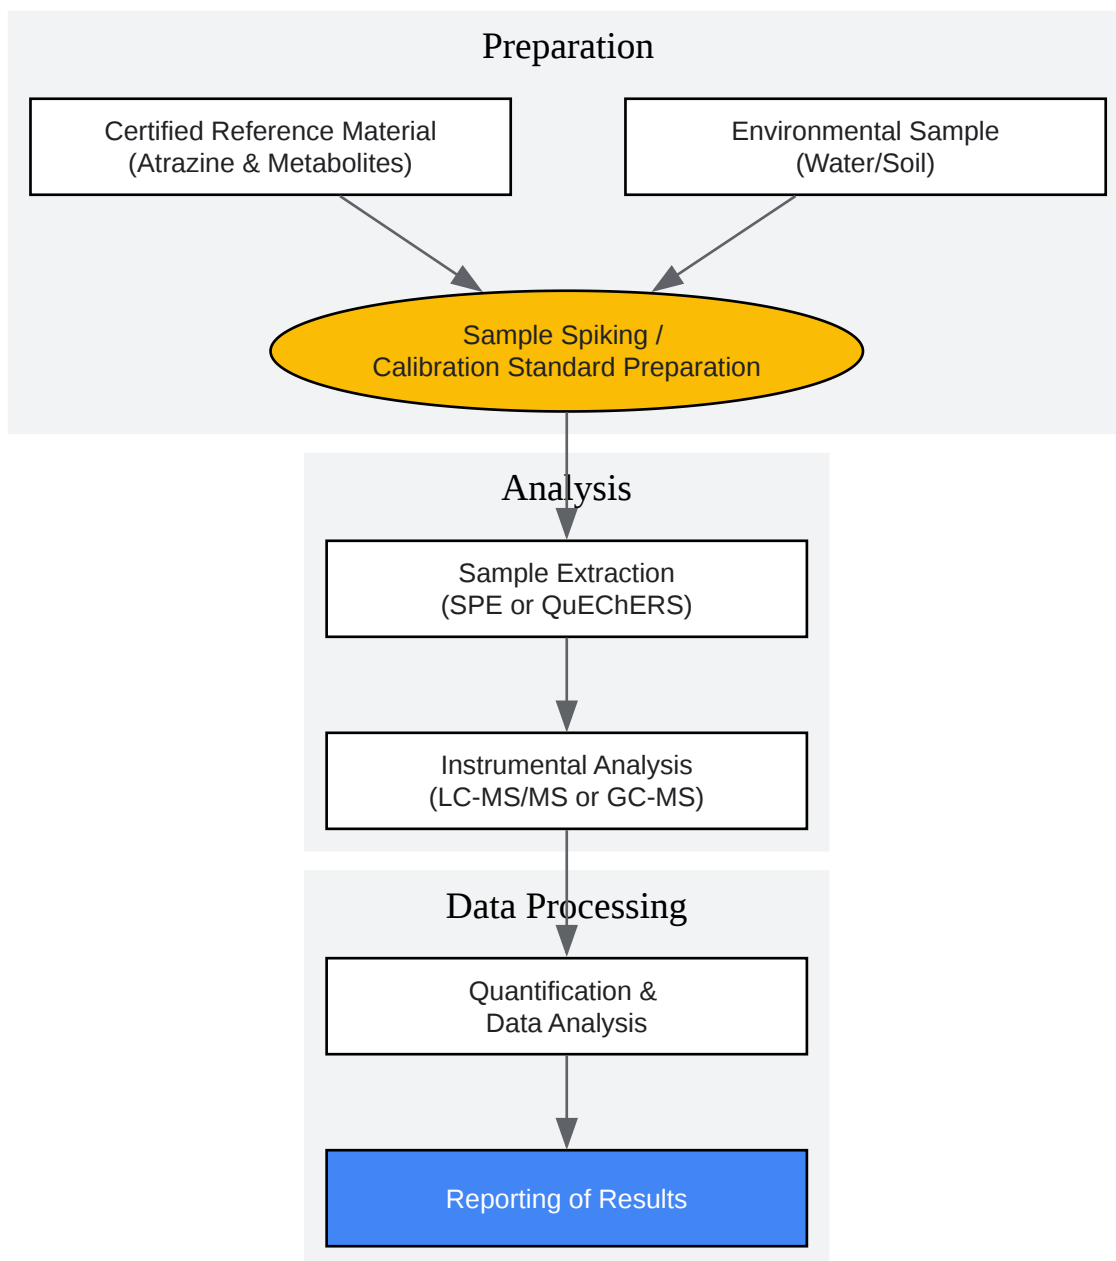 Preparation
Certified Reference Material
(Atrazine & Metabolites)
Environmental Sample
(Water/Soil)
Sample Spiking /
Calibration Standard Preparation
Analysis
Sample Extraction
(SPE or QuEChERS)
Instrumental Analysis
(LC-MS/MS or GC-MS)
Data Processing
Quantification &
Data Analysis
Reporting of Results